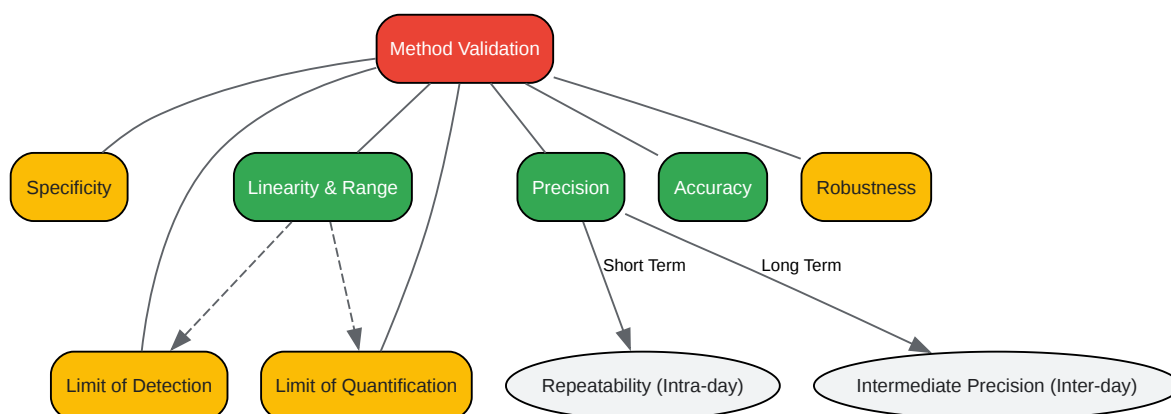 Method Validation
Specificity
Linearity & Range
Precision
Accuracy
Robustness
Short Term
Long Term
Limit of Detection
Limit of Quantification
Repeatability (Intra-day)
Intermediate Precision (Inter-day)